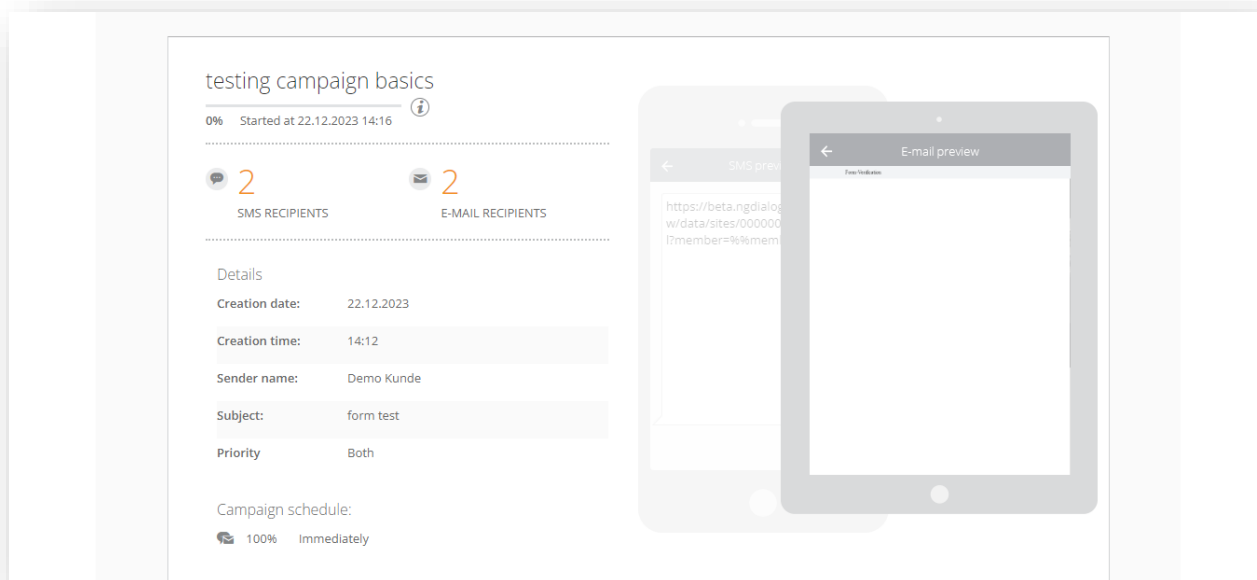 testing campaign basics
0% Started at 22.12.2023 14:16
2
SMS RECIPIENTS
2
E-MAIL RECIPIENTS
Details
Creation date: 22.12.2023
Creation time: 14:12
Sender name: Demo Kunde
Subject: form test
Priority Both
Campaign schedule:
100% Immediately
SMS previ
https://beta.ngdialog
w/data/sites/000000
l?member=%%mem
E-mail preview